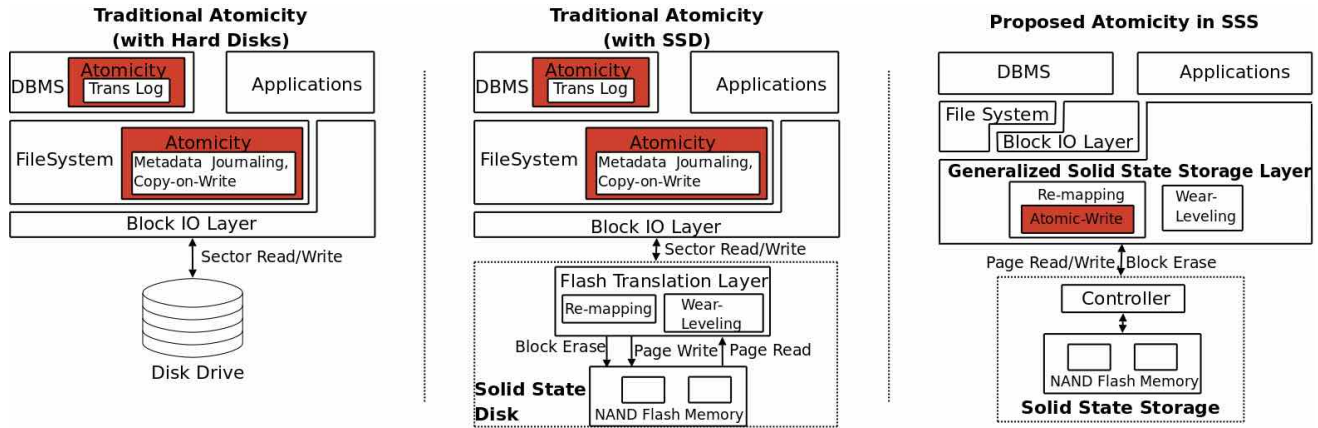 Traditional Atomicity
(with Hard Disks)
Atomicity
DBMS
Trans Log
Applications
Atomicity
FileSystem
Metadata Journaling,
Copy-on-Write
Block IO Layer
Sector Read/Write
Disk Drive
Traditional Atomicity
(with SSD)
Atomicity
DBMS
Trans Log
Applications
Atomicity
FileSystem
Metadata Journaling,
Copy-on-Write
Block IO Layer
Sector Read/Write
Flash Translation Layer
Re-mapping
Wear-
Leveling
Block Erase
Page Write
Page Read
Solid State
Disk
NAND Flash Memory
Proposed Atomicity in SSS
DBMS
Applications
File System
Block IO Layer
Generalized Solid State Storage Layer
Re-mapping
Atomic-Write
Wear-
Leveling
Page Read/Write
Block Erase
Controller
NAND Flash Memory
Solid State Storage